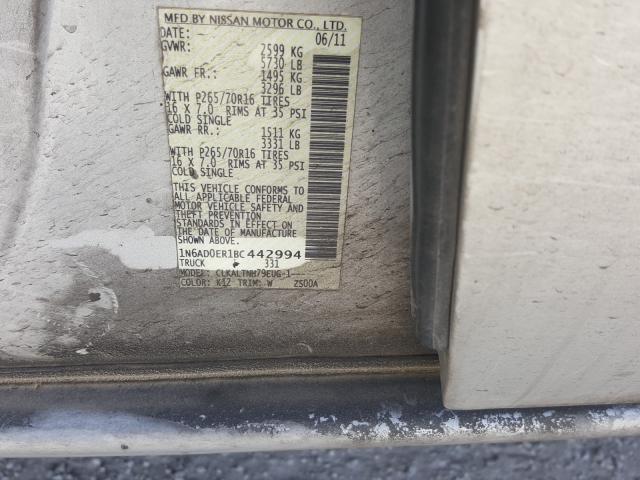 MFD BY NISSAN MOTOR CO., LTD.
DATE: 06/11
GVWR: 2599 KG
5730 LB
GAWR FR.: 1495 KG
3296 LB
WITH P265/70R16 TIRES
16 X 7.0 RIMS AT 35 PSI
COLD SINGLE
GAWR RR.: 1511 KG
3331 LB
WITH P265/70R16 TIRES
16 X 7.0 RIMS AT 35 PSI
COLD SINGLE
THIS VEHICLE CONFORMS TO
ALL APPLICABLE FEDERAL
MOTOR VEHICLE SAFETY AND
THEFT PREVENTION
STANDARDS IN EFFECT ON
THE DATE OF MANUFACTURE
SHOWN ABOVE.
1N6AD0ER1BC442994
TRUCK 331
MODEL: CLKALTNH79EUG-1----
COLOR: K12 TRIM: W ZS00A